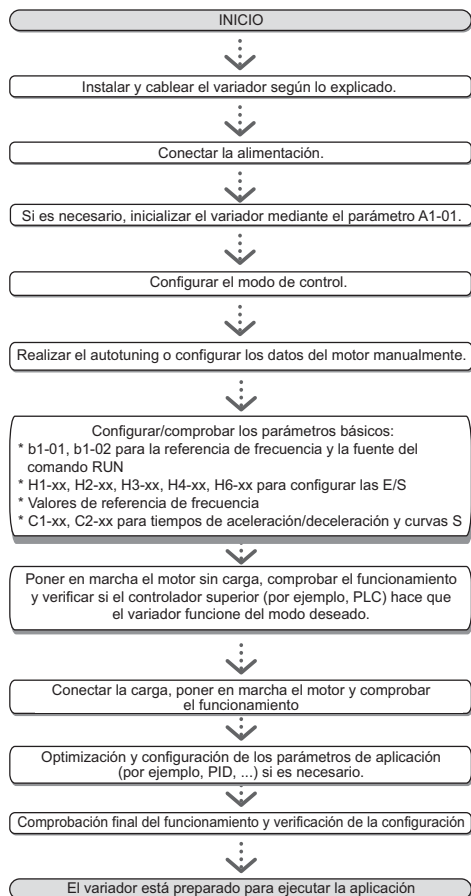 INICIO
Instalar y cablear el variador según lo explicado.
Conectar la alimentación.
Si es necesario, inicializar el variador mediante el parámetro A1-01.
Configurar el modo de control.
Realizar el autotuning o configurar los datos del motor manualmente.
Configurar/comprobar los parámetros básicos:
* b1-01, b1-02 para la referencia de frecuencia y la fuente del
comando RUN
* H1-xx, H2-xx, H3-xx, H4-xx, H6-xx para configurar las E/S
* Valores de referencia de frecuencia
* C1-xx, C2-xx para tiempos de aceleración/deceleración y curvas S
Poner en marcha el motor sin carga, comprobar el funcionamiento
y verificar si el controlador superior (por ejemplo, PLC) hace que
el variador funcione del modo deseado.
Conectar la carga, poner en marcha el motor y comprobar
el funcionamiento
Optimización y configuración de los parámetros de aplicación
(por ejemplo, PID, ...) si es necesario.
Comprobación final del funcionamiento y verificación de la configuración
El variador está preparado para ejecutar la aplicación